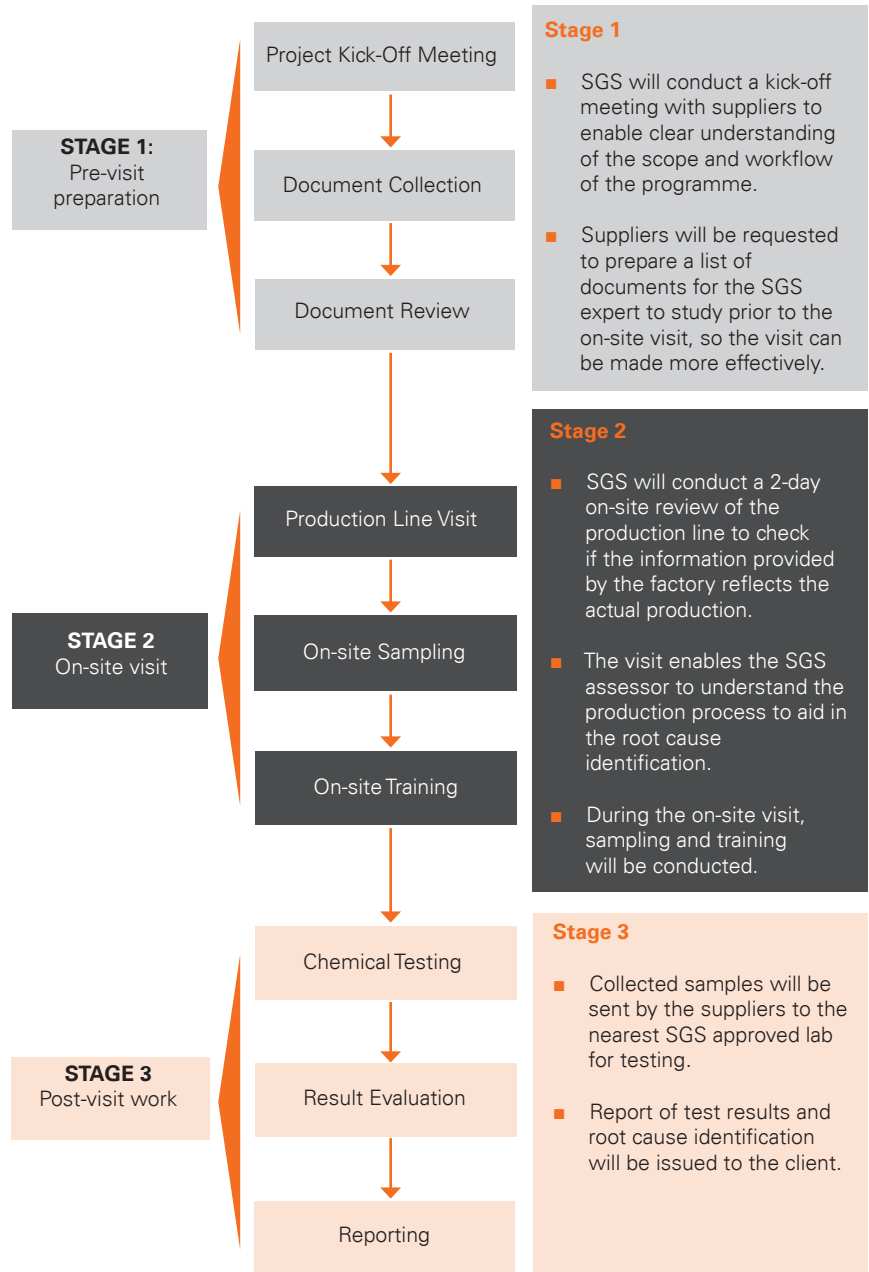 STAGE 1:
Pre-visit
preparation
Project Kick-Off Meeting
Document Collection
Document Review
Stage 1
■ SGS will conduct a kick-off
meeting with suppliers to
enable clear understanding
of the scope and workflow
of the programme.
■ Suppliers will be requested
to prepare a list of
documents for the SGS
expert to study prior to the
on-site visit, so the visit can
be made more effectively.
STAGE 2
On-site visit
Production Line Visit
On-site Sampling
On-site Training
Stage 2
■ SGS will conduct a 2-day
on-site review of the
production line to check
if the information provided
by the factory reflects the
actual production.
■ The visit enables the SGS
assessor to understand the
production process to aid in
the root cause
identification.
■ During the on-site visit,
sampling and training
will be conducted.
STAGE 3
Post-visit work
Chemical Testing
Result Evaluation
Reporting
Stage 3
■ Collected samples will be
sent by the suppliers to the
nearest SGS approved lab
for testing.
■ Report of test results and
root cause identification
will be issued to the client.